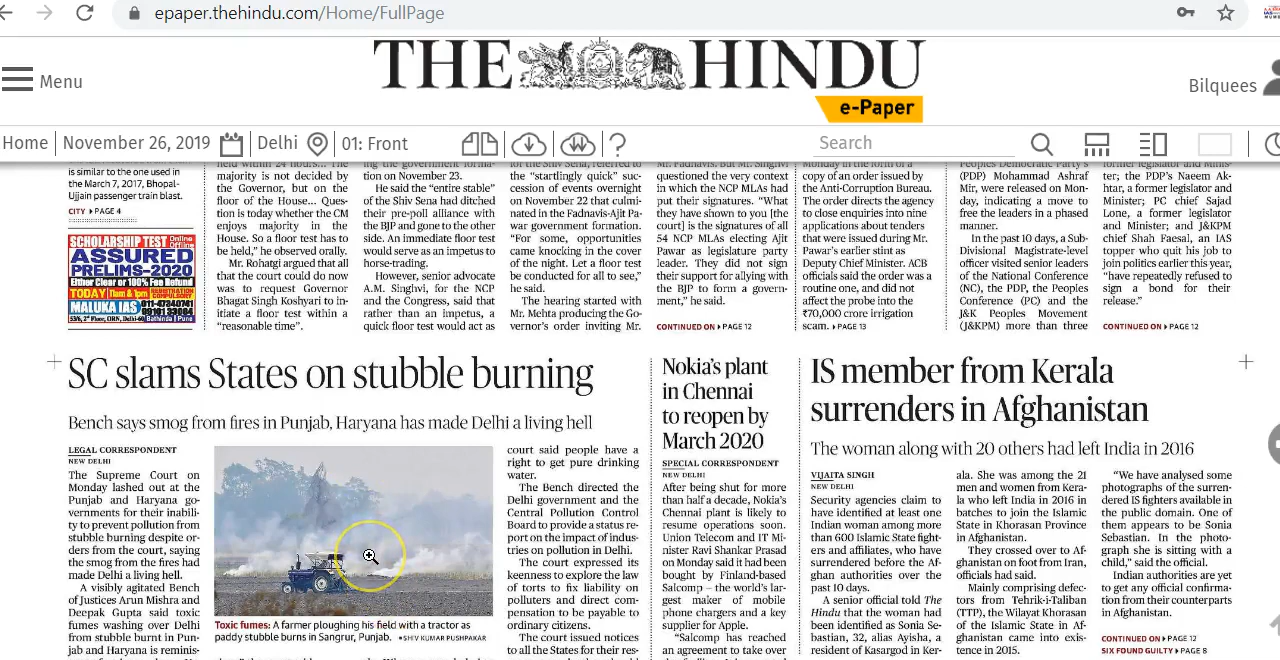 epaper.thehindu.com/Home/FullPage
Menu
THE HINDU
e-Paper
Bilquees
Home
November 26, 2019
Delhi
01: Front
Search
is similar to the one used in
the March 7, 2017, Bhopal-
Ujjain passenger train blast.
CITY ▸ PAGE 4
SCHOLARSHIP TEST Online
Offline
ASSURED
PRELIMS-2020
Either Clear or 100% Fee Refund
TODAY 11am & 1pm REGISTRATION
COMPULSORY
MALUKA IAS
Bathinda | Pune
held within 24 hours... The
majority is not decided by
the Governor, but on the
floor of the House... Ques-
tion is today whether the CM
enjoys majority in the
House. So a floor test has to
be held,” he observed orally.
Mr. Rohatgi argued that all
that the court could do now
was to request Governor
Bhagat Singh Koshyari to in-
itiate a floor test within a
“reasonable time”.
ing the government forma-
tion on November 23.
He said the “entire stable”
of the Shiv Sena had ditched
their pre-poll alliance with
the BJP and gone to the other
side. An immediate floor test
would serve as an impetus to
horse-trading.
However, senior advocate
A.M. Singhvi, for the NCP
and the Congress, said that
rather than an impetus, a
quick floor test would act as
for the Shiv Sena, referred to
the “startlingly quick” suc-
cession of events overnight
on November 22 that culmi-
nated in the Fadnavis-Ajit Pa-
war government formation.
“For some, opportunities
came knocking in the cover
of the night. Let a floor test
be conducted for all to see,”
he said.
The hearing started with
Mr. Mehta producing the Go-
vernor’s order inviting Mr.
Mr. Fadnavis. But Mr. Singhvi
questioned the very context
in which the NCP MLAs had
put their signatures. “What
they have shown to you [the
court] is the signatures of all
54 NCP MLAs electing Ajit
Pawar as legislature party
leader. They did not sign
their support for allying with
the BJP to form a govern-
ment,” he said.
CONTINUED ON ▸ PAGE 12
Monday in the form of a
copy of an order issued by
the Anti-Corruption Bureau.
The order directs the agency
to close enquiries into nine
applications about tenders
that were issued during Mr.
Pawar’s earlier stint as
Deputy Chief Minister. ACB
officials said the order was a
routine one, and did not
affect the probe into the
₹70,000 crore irrigation
scam. ▸ PAGE 13
Peoples Democratic Party’s
(PDP) Mohammad Ashraf
Mir, were released on Mon-
day, indicating a move to
free the leaders in a phased
manner.
In the past 10 days, a Sub-
Divisional Magistrate-level
officer visited senior leaders
of the National Conference
(NC), the PDP, the Peoples
Conference (PC) and the
J&K Peoples Movement
(J&KPM) more than three
former legislator and Minis-
ter; the PDP’s Naeem Ak-
htar, a former legislator and
Minister; PC chief Sajad
Lone, a former legislator
and Minister; and J&KPM
chief Shah Faesal, an IAS
topper who quit his job to
join politics earlier this year,
“have repeatedly refused to
sign a bond for their
release.”
CONTINUED ON ▸ PAGE 12
SC slams States on stubble burning
Bench says smog from fires in Punjab, Haryana has made Delhi a living hell
LEGAL CORRESPONDENT
NEW DELHI
The Supreme Court on
Monday lashed out at the
Punjab and Haryana go-
vernments for their inabili-
ty to prevent pollution from
stubble burning despite or-
ders from the court, saying
the smog from the fires had
made Delhi a living hell.
A visibly agitated Bench
of Justices Arun Mishra and
Deepak Gupta said toxic
fumes washing over Delhi
from stubble burnt in Pun-
jab and Haryana is reminis-
Toxic fumes: A farmer ploughing his field with a tractor as
paddy stubble burns in Sangrur, Punjab. • SHIV KUMAR PUSHPAKAR
court said people have a
right to get pure drinking
water.
The Bench directed the
Delhi government and the
Central Pollution Control
Board to provide a status re-
port on the impact of indus-
tries on pollution in Delhi.
The court expressed its
keenness to explore the law
of torts to fix liability on
polluters and direct com-
pensation to be payable to
ordinary citizens.
The court issued notices
to all the States for their res-
Nokia’s plant
in Chennai
to reopen by
March 2020
SPECIAL CORRESPONDENT
NEW DELHI
After being shut for more
than half a decade, Nokia’s
Chennai plant is likely to
resume operations soon.
Union Telecom and IT Mi-
nister Ravi Shankar Prasad
on Monday said it had been
bought by Finland-based
Salcomp – the world’s larg-
est maker of mobile
phone chargers and a key
supplier for Apple.
“Salcomp has reached
an agreement to take over
IS member from Kerala
surrenders in Afghanistan
The woman along with 20 others had left India in 2016
VIJAITA SINGH
NEW DELHI
Security agencies claim to
have identified at least one
Indian woman among more
than 600 Islamic State fight-
ers and affiliates, who have
surrendered before the Af-
ghan authorities over the
past 10 days.
A senior official told The
Hindu that the woman had
been identified as Sonia Se-
bastian, 32, alias Ayisha, a
resident of Kasargod in Ker-
ala. She was among the 21
men and women from Kera-
la who left India in 2016 in
batches to join the Islamic
State in Khorasan Province
in Afghanistan.
They crossed over to Af-
ghanistan on foot from Iran,
officials had said.
Mainly comprising defec-
tors from Tehrik-i-Taliban
(TTP), the Wilayat Khorasan
of the Islamic State in Af-
ghanistan came into exis-
tence in 2015.
“We have analysed some
photographs of the surren-
dered IS fighters available in
the public domain. One of
them appears to be Sonia
Sebastian. In the photo-
graph she is sitting with a
child,” said the official.
Indian authorities are yet
to get any official confirma-
tion from their counterparts
in Afghanistan.
CONTINUED ON ▸ PAGE 12
SIX FOUND GUILTY ▸ PAGE 8